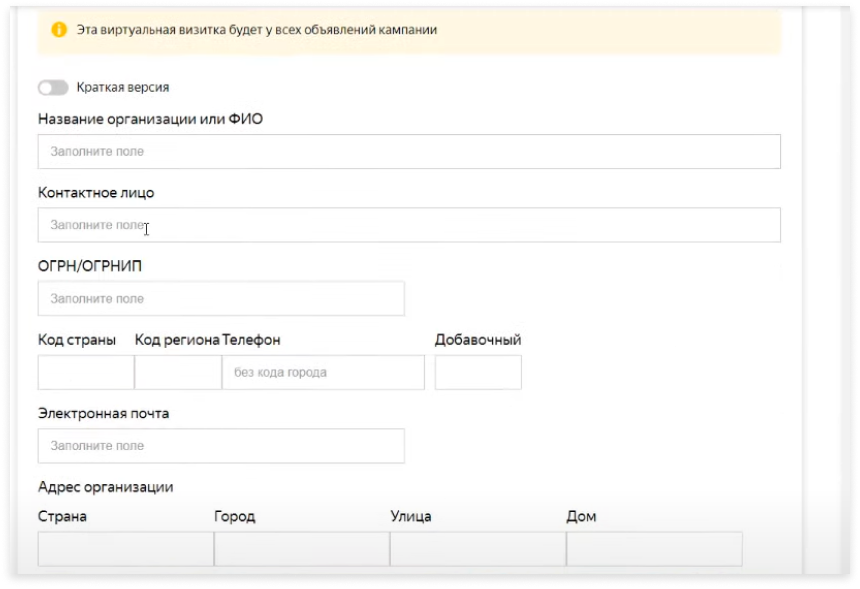 Эта виртуальная визитка будет у всех объявлений кампании
Краткая версия
Название организации или ФИО
Заполните поле
Контактное лицо
Заполните поле
ОГРН/ОГРНИП
Заполните поле
Код страны Код региона Телефон Добавочный
без кода города
Электронная почта
Заполните поле
Адрес организации
Страна Город Улица Дом